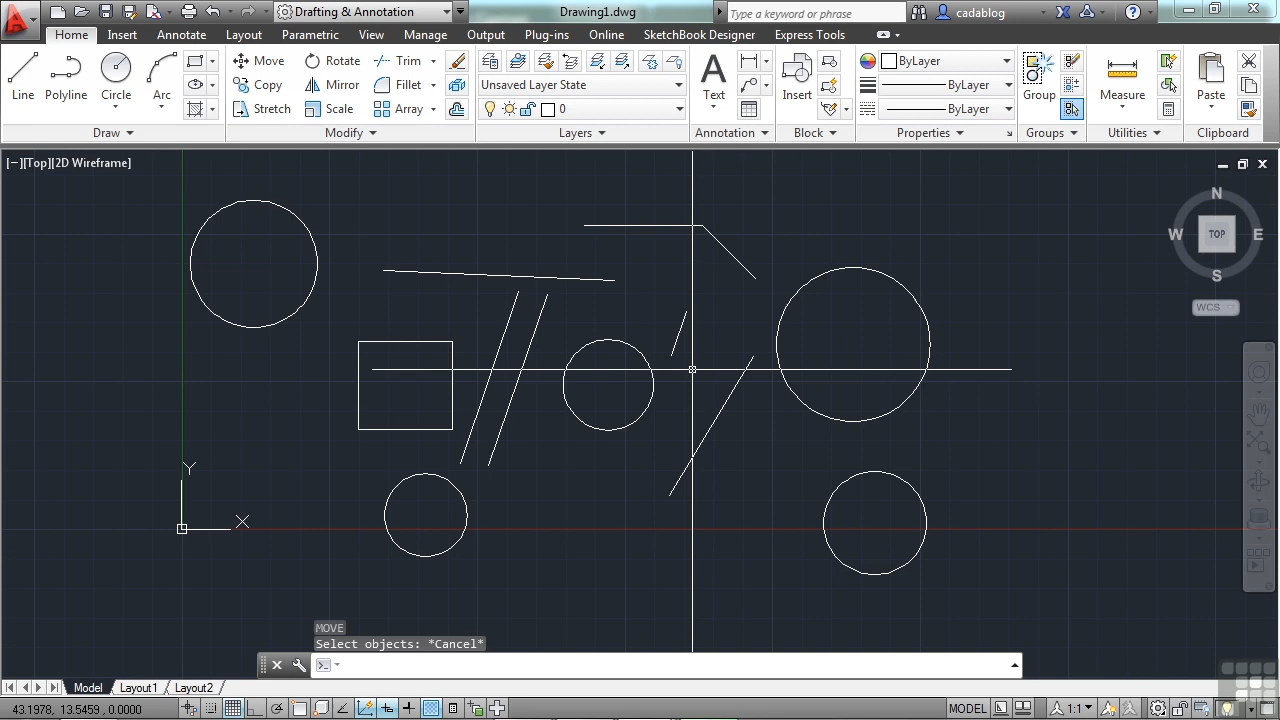 Drafting & Annotation
Drawing1.dwg
Type a keyword or phrase
cadablog
Home Insert Annotate Layout Parametric View Manage Output Plug-ins Online SketchBook Designer Express Tools
Move Rotate Trim
Unsaved Layer State
ByLayer
Line Polyline Circle Arc
Copy Mirror Fillet
Text Insert
ByLayer
Group Measure Paste
Stretch Scale Array
0
ByLayer
Draw Modify Layers Annotation Block Properties Groups Utilities Clipboard
[−][Top][2D Wireframe]
N
W TOP E
S
WCS
Y
X
MOVE
Select objects: *Cancel*
Model Layout1 Layout2
43.1978, 13.5459, 0.0000
MODEL
1:1